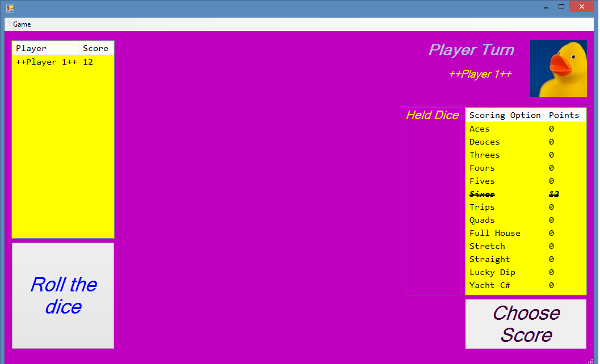 Game
Player Score
++Player 1++ 12
Player Turn
++Player 1++
Held Dice
Scoring Option Points
Aces 0
Deuces 0
Threes 0
Fours 0
Fives 0
Sixes 12
Trips 0
Quads 0
Full House 0
Stretch 0
Straight 0
Lucky Dip 0
Yacht C# 0
Roll the
dice
Choose
Score